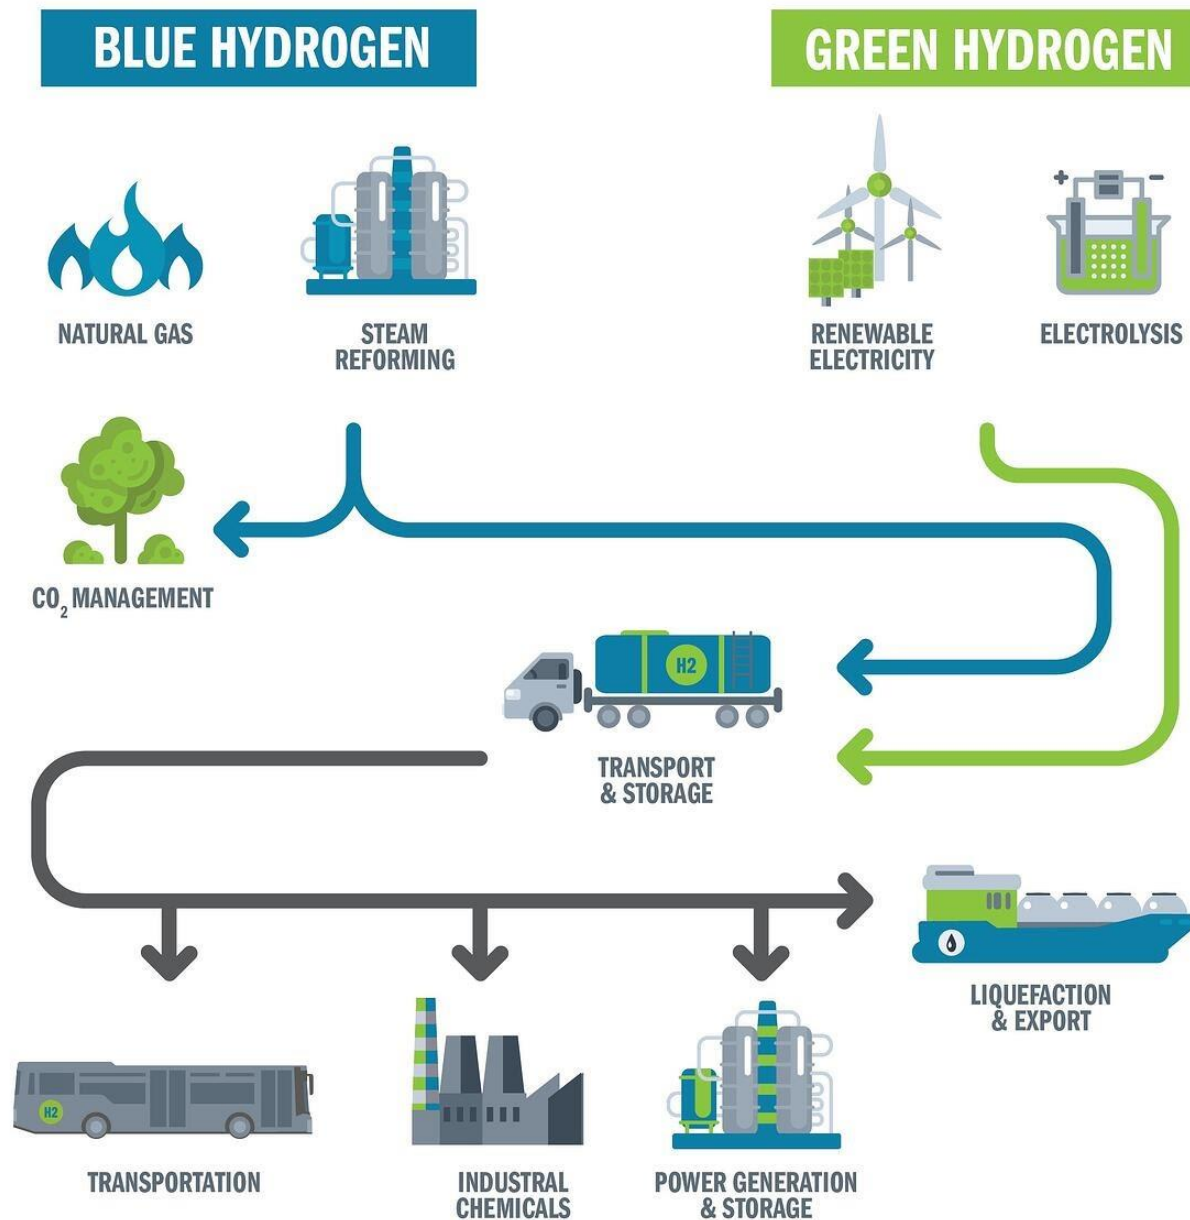 BLUE HYDROGEN
GREEN HYDROGEN
NATURAL GAS
STEAM
REFORMING
RENEWABLE
ELECTRICITY
+ -
ELECTROLYSIS
CO₂ MANAGEMENT
H2
TRANSPORT
& STORAGE
LIQUEFACTION
& EXPORT
H2
TRANSPORTATION
INDUSTRIAL
CHEMICALS
POWER GENERATION
& STORAGE